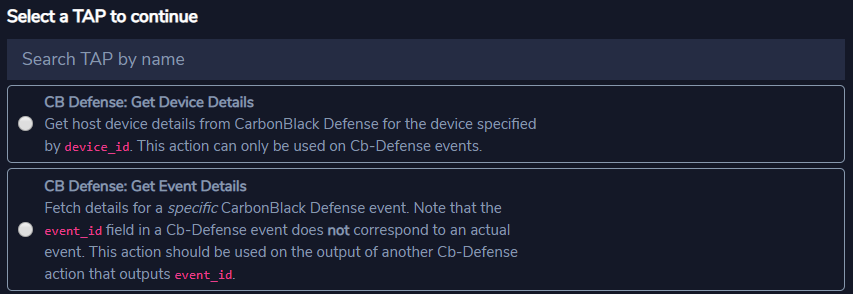 Select a TAP to continue
Search TAP by name
CB Defense: Get Device Details
Get host device details from CarbonBlack Defense for the device specified
by device_id. This action can only be used on Cb-Defense events.
CB Defense: Get Event Details
Fetch details for a specific CarbonBlack Defense event. Note that the
event_id field in a Cb-Defense event does not correspond to an actual
event. This action should be used on the output of another Cb-Defense
action that outputs event_id.